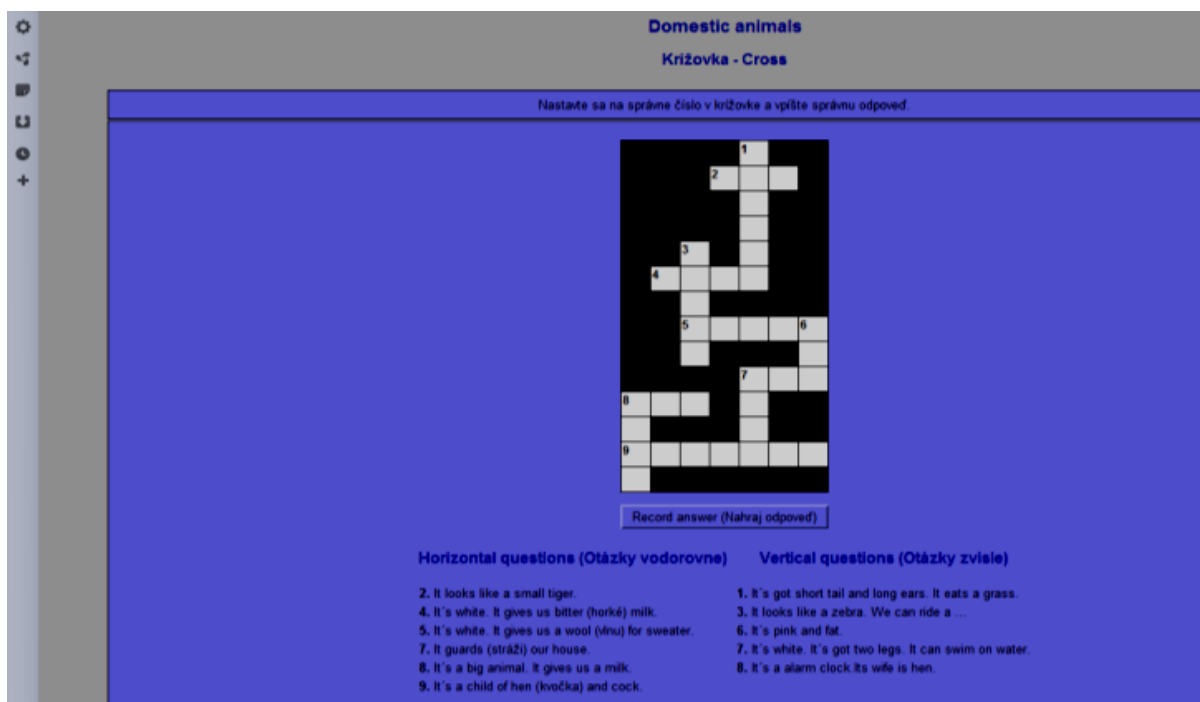 Domestic animals
Križovka - Cross
Nastavte sa na správne číslo v krížovke a vpíšte správnu odpoveď.
1
2
3
4
5
6
7
8
9
Record answer (Nahraj odpoveď)
Horizontal questions (Otázky vodorovne)
2. It looks like a small tiger.
4. It´s white. It gives us bitter (horké) milk.
5. It´s white. It gives us a wool (vlnu) for sweater.
7. It guards (stráži) our house.
8. It´s a big animal. It gives us a milk.
9. It´s a child of hen (kvočka) and cock.
Vertical questions (Otázky zvisle)
1. It´s got short tail and long ears. It eats a grass.
3. It looks like a zebra. We can ride a ...
6. It´s pink and fat.
7. It´s white. It´s got two legs. It can swim on water.
8. It´s a alarm clock.Its wife is hen.